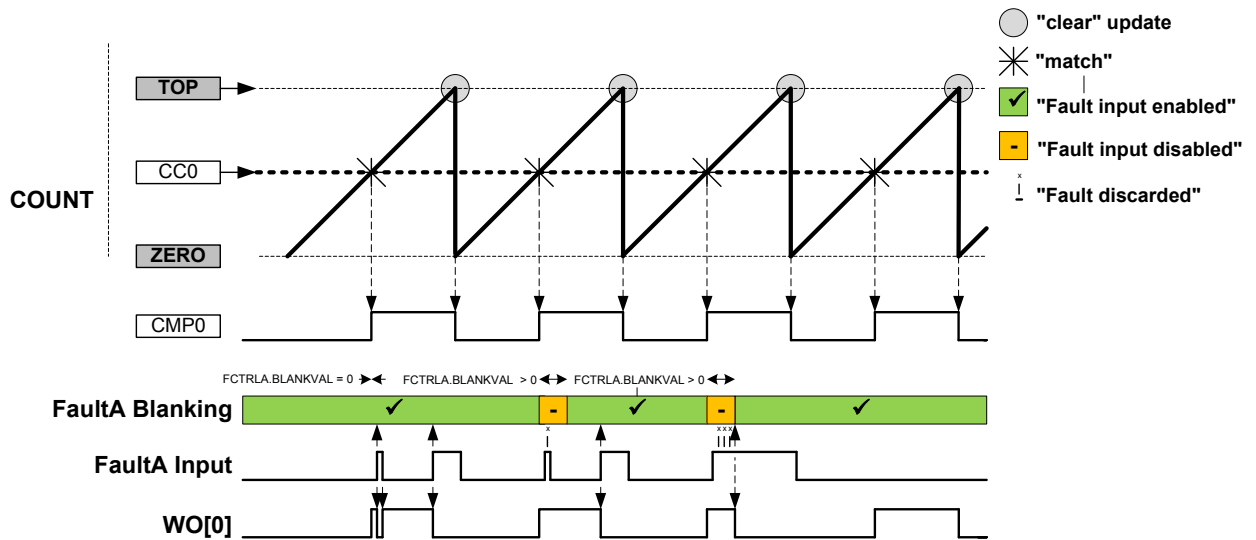 "clear" update
TOP
"match"
"Fault input enabled"
✓
CC0
"Fault input disabled"
-
x
"Fault discarded"
COUNT
ZERO
CMP0
FCTRLA.BLANKVAL = 0
FCTRLA.BLANKVAL > 0
FCTRLA.BLANKVAL > 0
FaultA Blanking
✓ - ✓ - ✓
x xxx
FaultA Input
WO[0]